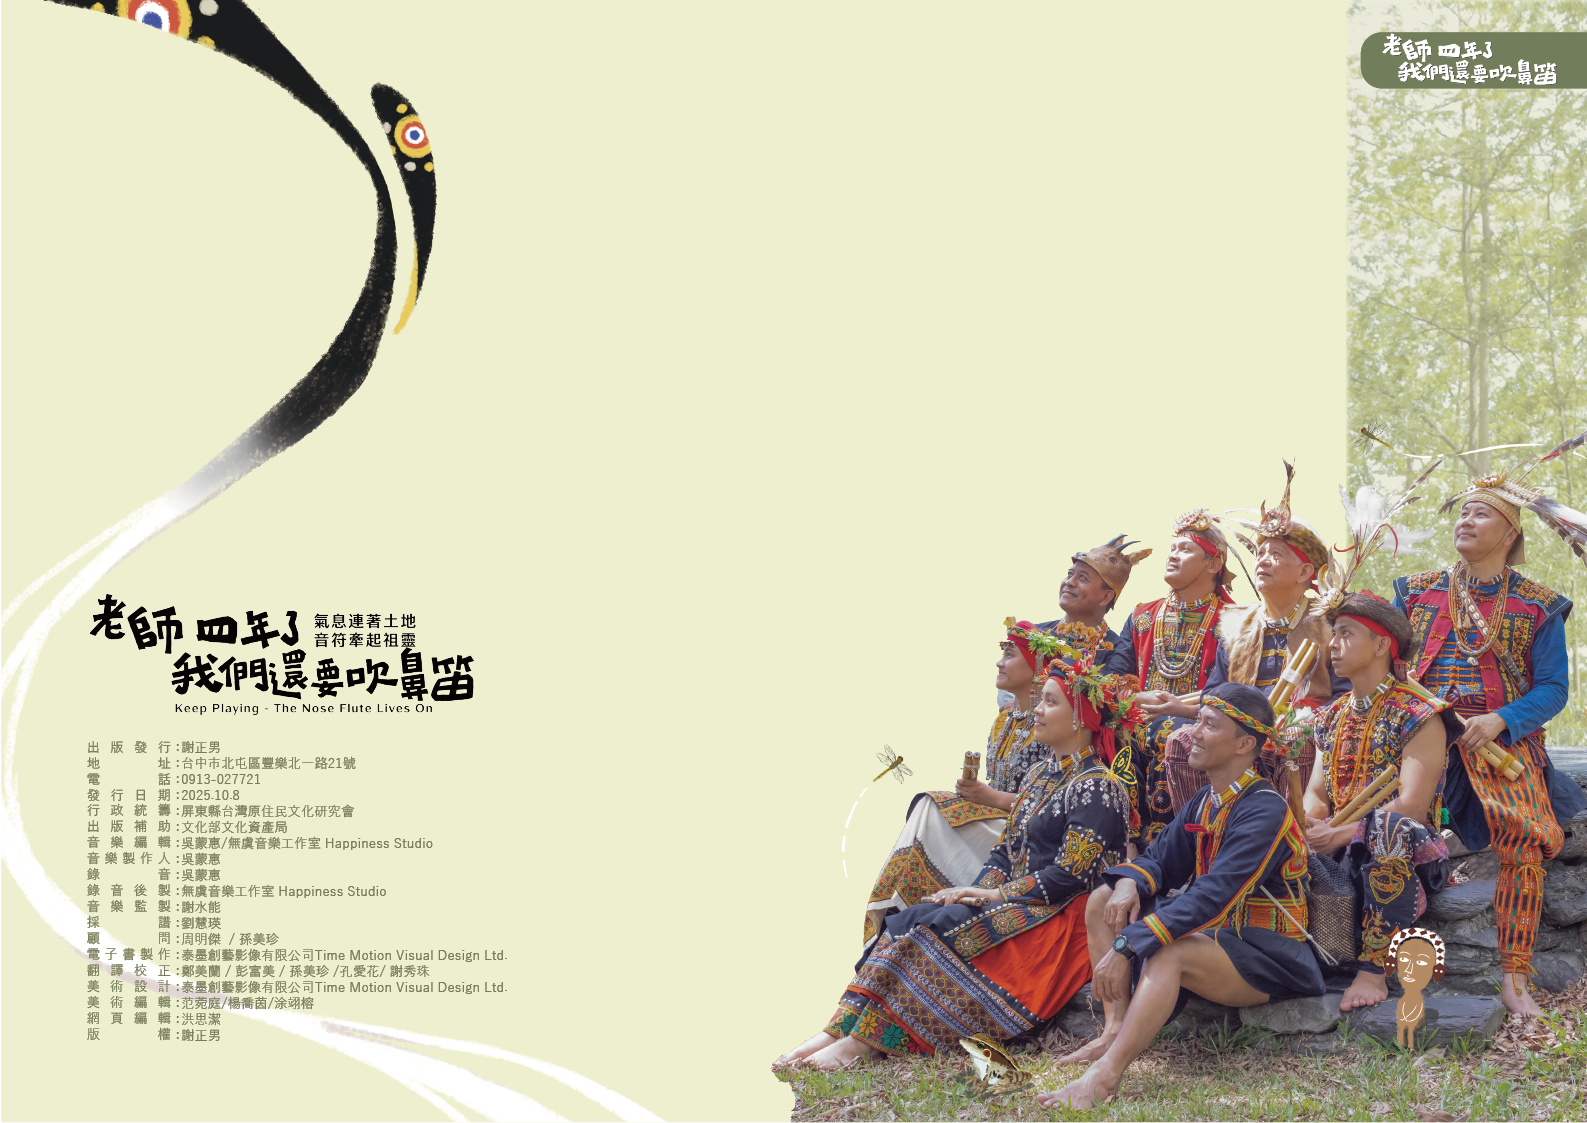 老師 四年了
我們還要吹鼻笛
老師 四年了
氣息連著土地
音符牽起祖靈
我們還要吹鼻笛
Keep Playing - The Nose Flute Lives On
出版發行：謝正男
地址：台中市北屯區豐樂北一路21號
電話：0913-027721
發行日期：2025.10.8
行政統籌：屏東縣台灣原住民文化研究會
出版補助：文化部文化資產局
音樂編輯：吳蒙惠/無虞音樂工作室 Happiness Studio
音樂製作人：吳蒙惠
錄音：吳蒙惠
錄音後製：無虞音樂工作室 Happiness Studio
音樂監製：謝水能
採譜：劉慧瑛
顧問：周明傑 / 孫美珍
電子書製作：泰墨創藝影像有限公司Time Motion Visual Design Ltd.
翻譯校正：鄭美蘭 / 彭富美 / 孫美珍 /孔愛花/ 謝秀珠
美術設計：泰墨創藝影像有限公司Time Motion Visual Design Ltd.
美術編輯：范菀庭/楊喬茵/涂翊榕
網頁編輯：洪思潔
版權：謝正男